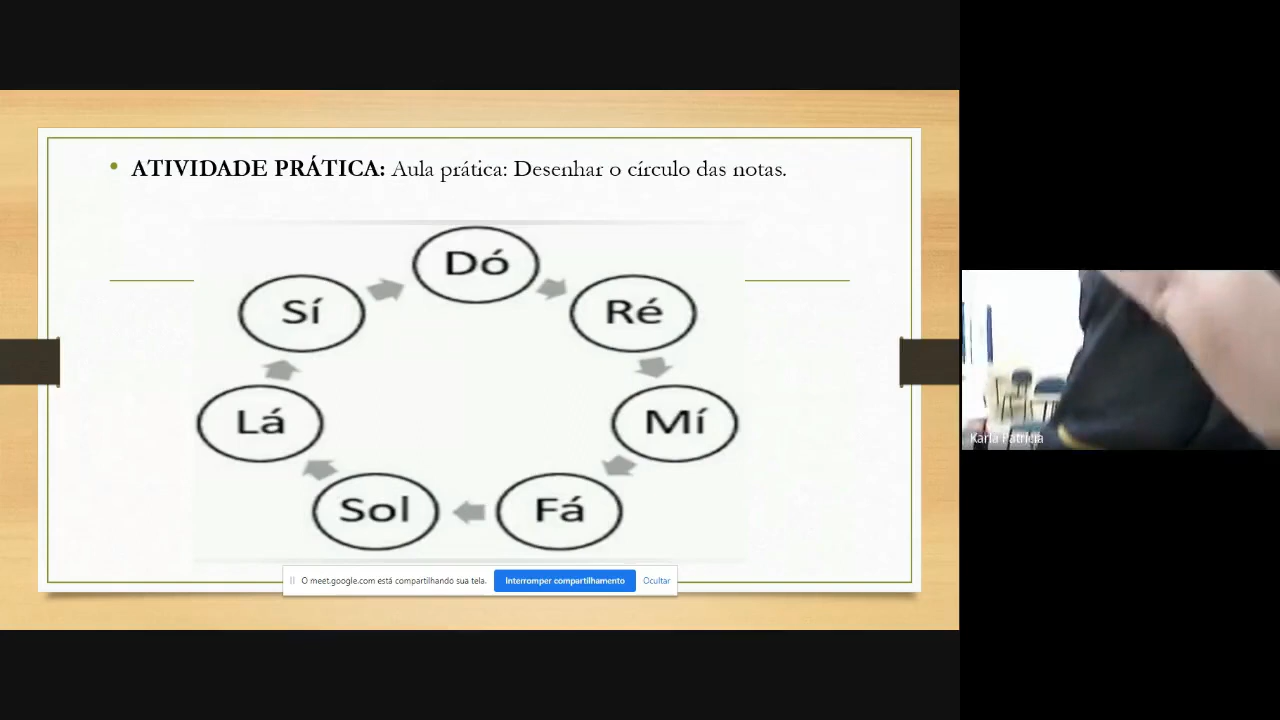 • ATIVIDADE PRÁTICA: Aula prática: Desenhar o círculo das notas.
Dó
Sí
Ré
Lá
Mí
Sol
Fá
O meet.google.com está compartilhando sua tela.
Interromper compartilhamento
Ocultar
Karla Patricia